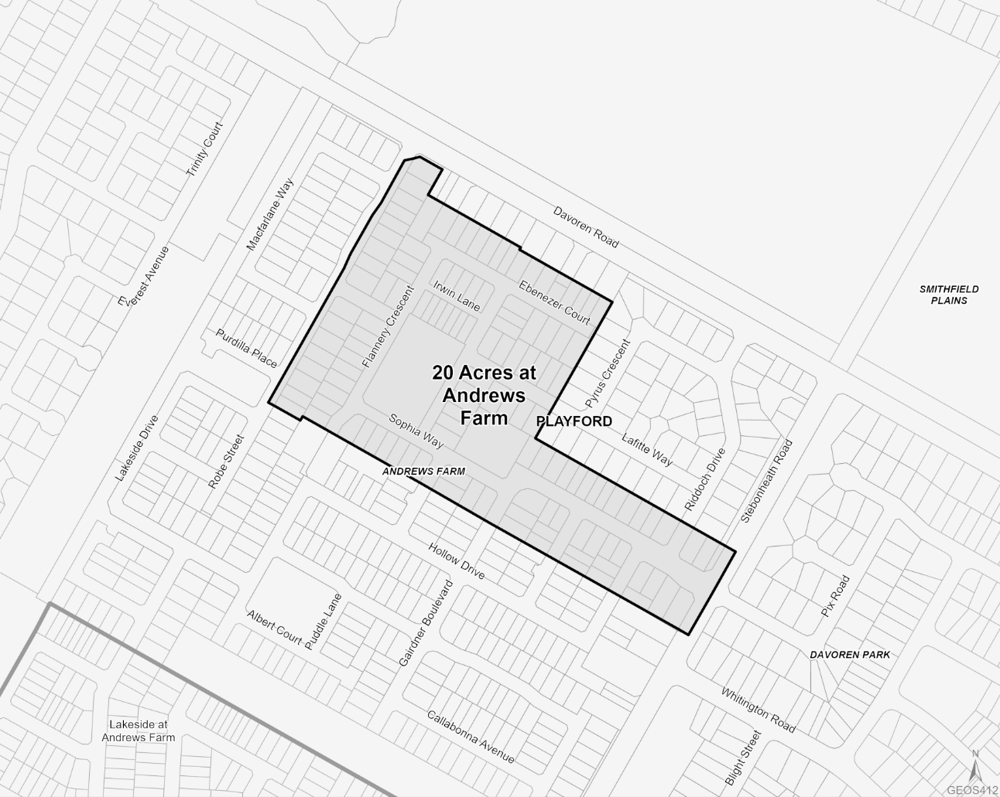 Trinity Court
Macfarlane Way
Davoren Road
Everest Avenue
Irwin Lane
Ebenezer Court
SMITHFIELD
PLAINS
Flannery Crescent
Purdilla Place
Pyrus Crescent
20 Acres at
Andrews
Farm
PLAYFORD
Sophia Way
Lakeside Drive
Robe Street
Lafitte Way
ANDREWS FARM
Riddoch Drive
Stebonheath Road
Hollow Drive
Pix Road
Puddle Lane
Albert Court
Gairdner Boulevard
DAVOREN PARK
Whitington Road
Lakeside at
Andrews Farm
Callabonna Avenue
Blight Street
N
GEOS412